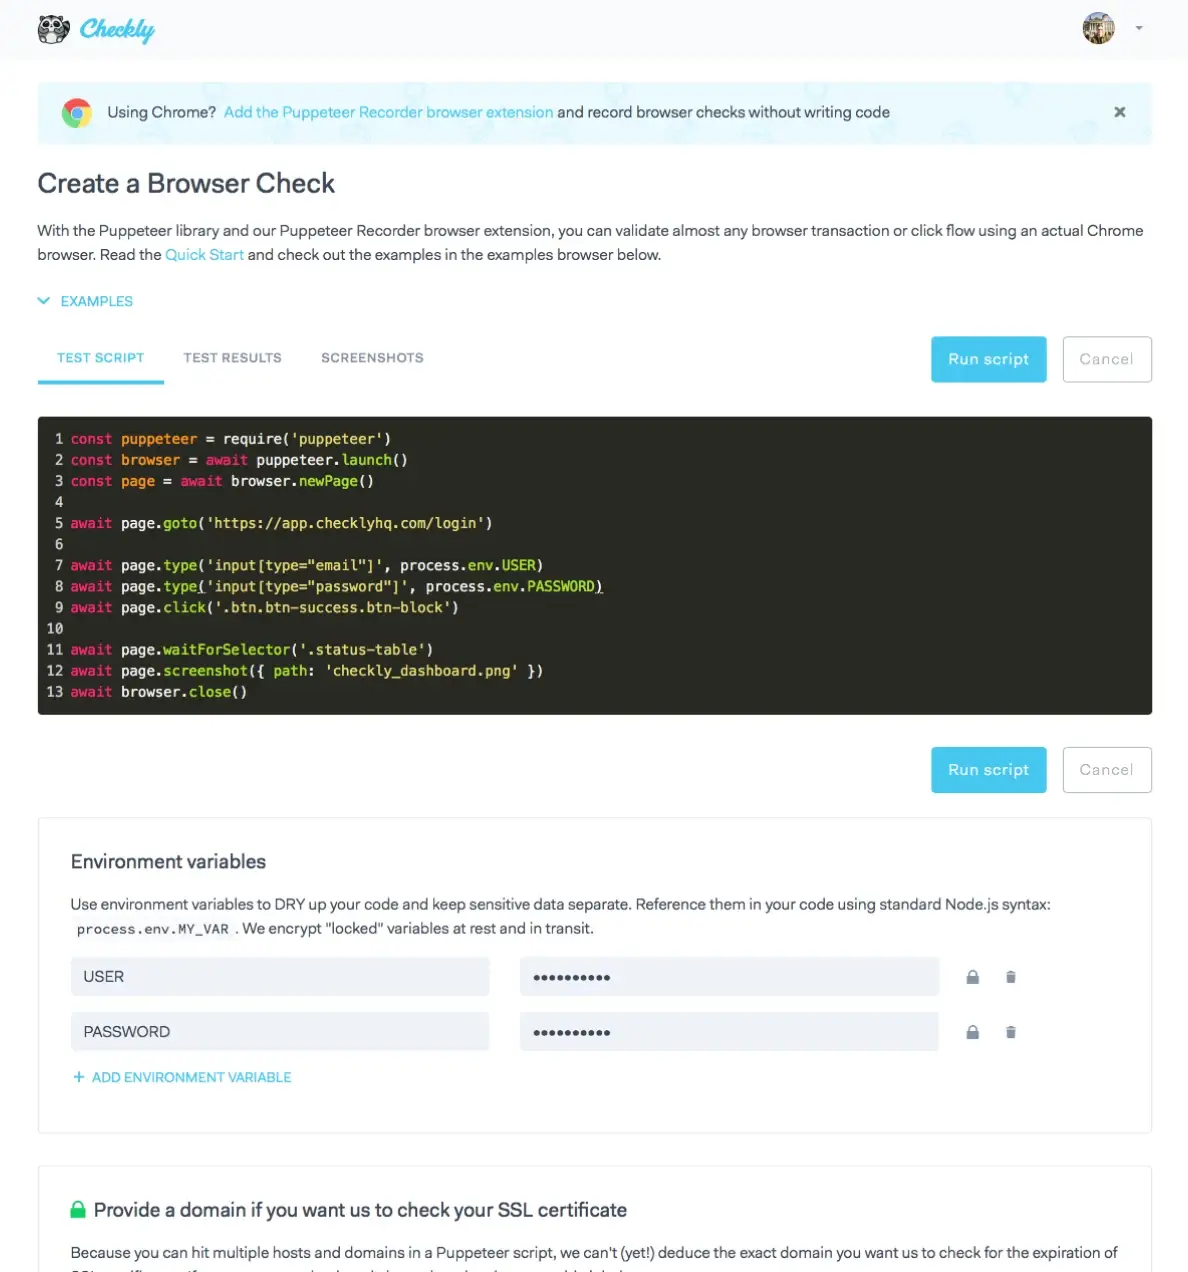 Checkly
Using Chrome? Add the Puppeteer Recorder browser extension and record browser checks without writing code
Create a Browser Check
With the Puppeteer library and our Puppeteer Recorder browser extension, you can validate almost any browser transaction or click flow using an actual Chrome
browser. Read the Quick Start and check out the examples in the examples browser below.
EXAMPLES
TEST SCRIPT TEST RESULTS SCREENSHOTS Run script Cancel
1 const puppeteer = require('puppeteer')
2 const browser = await puppeteer.launch()
3 const page = await browser.newPage()
4
5 await page.goto('https://app.checklyhq.com/login')
6
7 await page.type('input[type="email"]', process.env.USER)
8 await page.type('input[type="password"]', process.env.PASSWORD)
9 await page.click('.btn.btn-success.btn-block')
10
11 await page.waitForSelector('.status-table')
12 await page.screenshot({ path: 'checkly_dashboard.png' })
13 await browser.close()
Run script Cancel
Environment variables
Use environment variables to DRY up your code and keep sensitive data separate. Reference them in your code using standard Node.js syntax:
process.env.MY_VAR . We encrypt "locked" variables at rest and in transit.
USER ••••••••••
PASSWORD ••••••••••
+ ADD ENVIRONMENT VARIABLE
Provide a domain if you want us to check your SSL certificate
Because you can hit multiple hosts and domains in a Puppeteer script, we can't (yet!) deduce the exact domain you want us to check for the expiration of